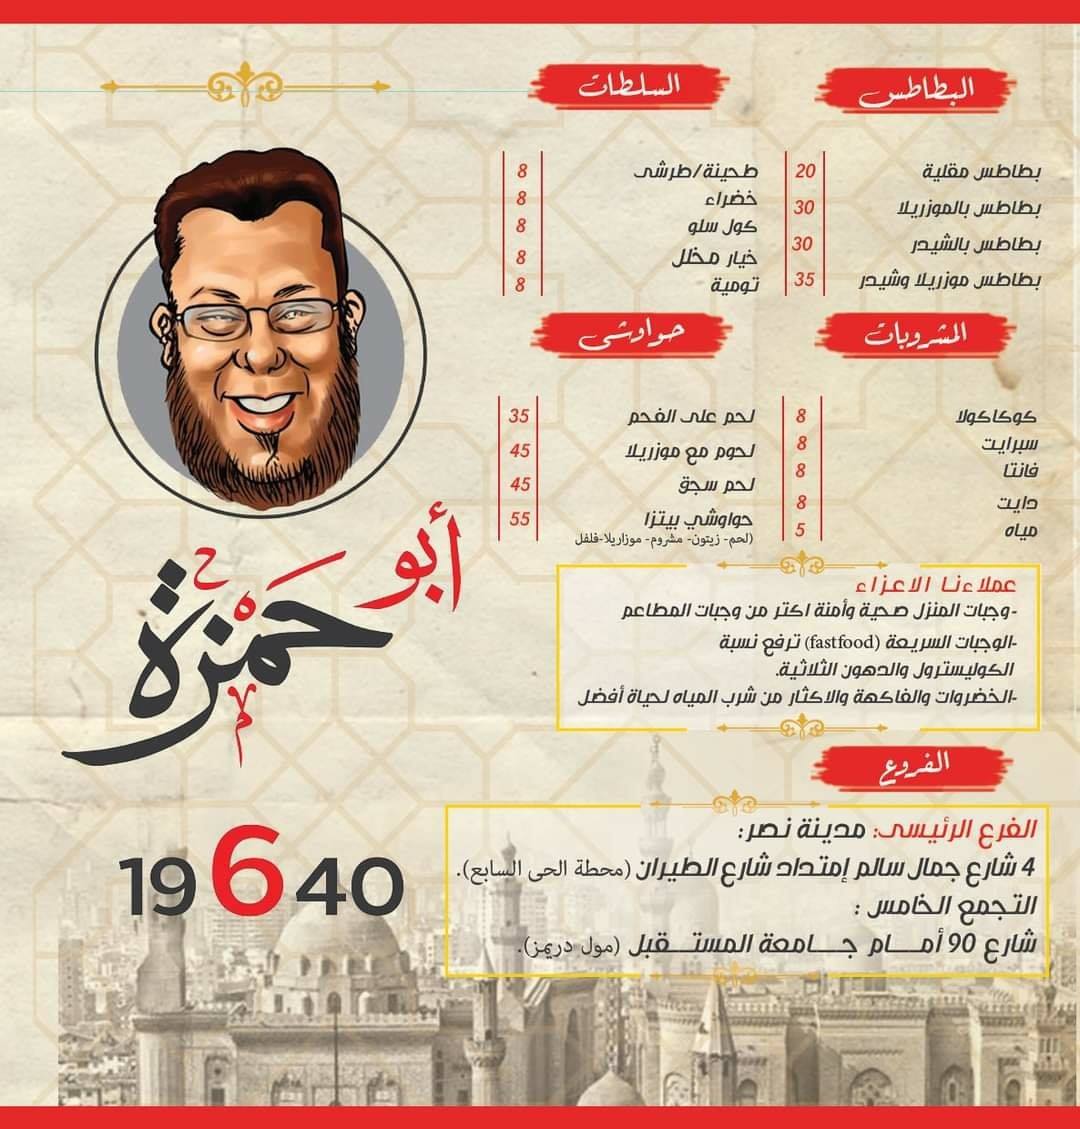 البطاطس
بطاطس مقلية 20
بطاطس بالموزريلا 30
بطاطس بالشيدر 30
بطاطس موزريلا وشيدر 35
السلطات
طحينة/طرشى 8
خضراء 8
كول سلو 8
خيار مخلل 8
تومية 8
المشروبات
كوكاكولا 8
سبرايت 8
فانتا 8
دايت 8
مياه 5
حواوشى
لحم على الفحم 35
لحوم مع موزريلا 45
لحم سجق 45
حواوشي بيتزا 55
(لحم- زيتون- مشروم- موزاريلا-فلفل
عملاءنا الاعزاء
-وجبات المنزل صحية وأمنة اكتر من وجبات المطاعم
-الوجبات السريعة (fastfood) ترفع نسبة
الكوليسترول والدهون الثلاثية.
-الخضروات والفاكهة والاكثار من شرب المياه لحياة أفضل
أبو حمزة
19640
الفروع
الفرع الرئيسى: مدينة نصر:
4 شارع جمال سالم إمتداد شارع الطيران (محطة الحى السابع).
التجمع الخامس :
شارع 90 أمـــام جـــامعة المستـــقبل (مول دريمز).